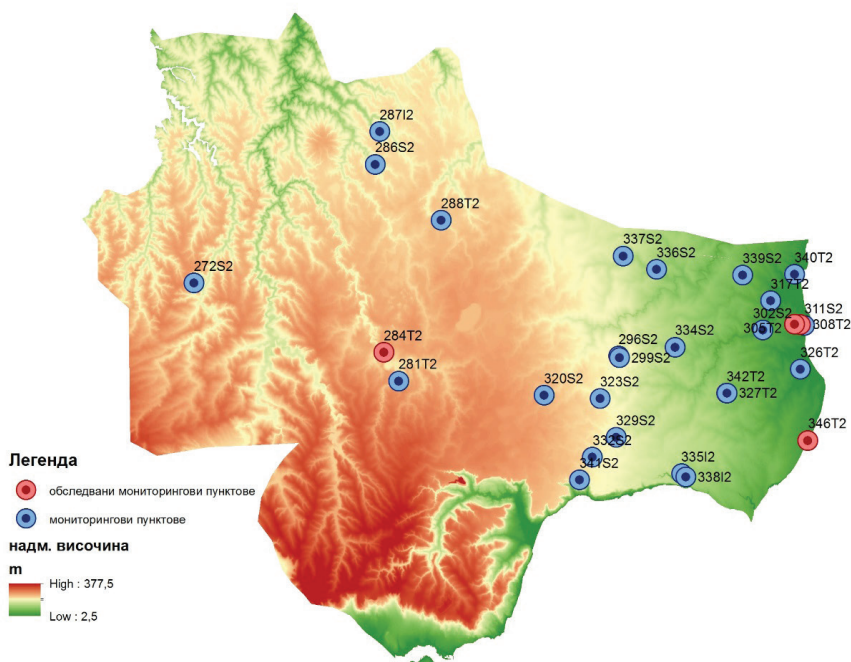 287I2
286S2
288T2
337S2
336S2
339S2
340T2
272S2
317T2
302S2
311S2
305T2
308T2
284T2
296S2
334S2
299S2
326T2
281T2
320S2
323S2
342T2
327T2
329S2
346T2
332S2
341S2
335I2
338I2
Легенда
обследвани мониторингови пунктове
мониторингови пунктове
надм. височина
m
High : 377,5
Low : 2,5